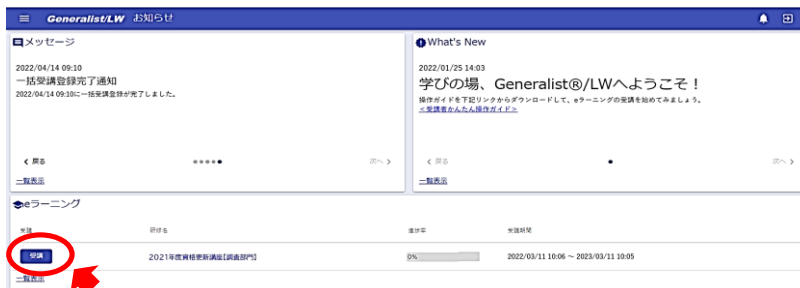 Generalist/LW お知らせ
メッセージ
2022/04/14 09:10
一括受講登録完了通知
2022/04/14 09:10に一括受講登録が完了しました。
戻る
次へ
一覧表示
What's New
2022/01/25 14:03
学びの場、Generalist®/LWへようこそ！
操作ガイドを下記リンクからダウンロードして、eラーニングの受講を始めてみましょう。
＜受講者かんたん操作ガイド＞
戻る
次へ
一覧表示
eラーニング
受講 研修名 進捗率 受講期間
受講 2021年度資格更新講座【調査部門】 0% 2022/03/11 10:06 ～ 2023/03/11 10:05
一覧表示